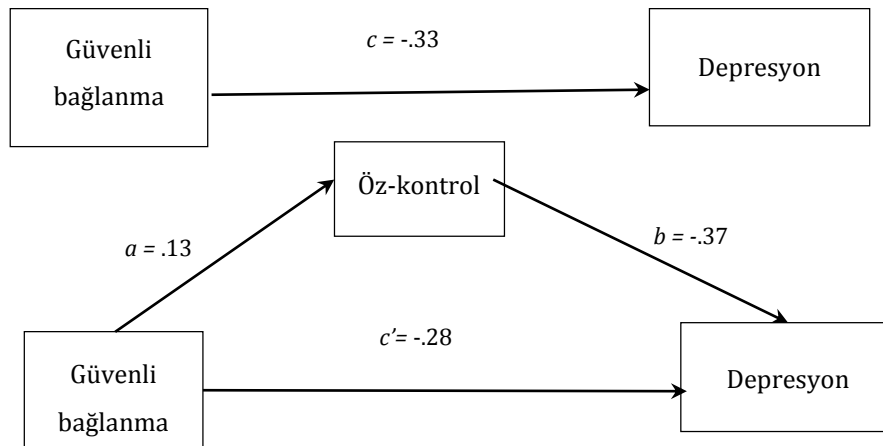 Güvenli
bağlanma
c = -.33
Depresyon
Öz-kontrol
a = .13
b = -.37
c’= -.28
Güvenli
bağlanma
Depresyon